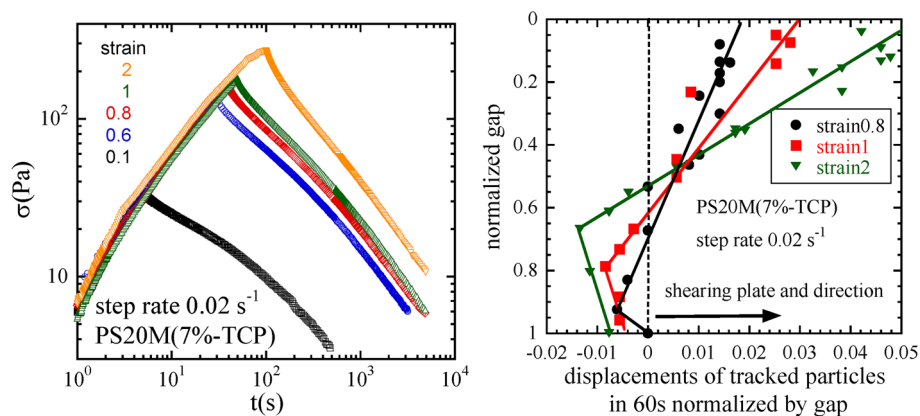 strain
2
1
0.8
0.6
0.1
10²
10
σ(Pa)
step rate 0.02 s⁻¹
PS20M(7%-TCP)
10⁰ 10¹ 10² 10³ 10⁴
t(s)
0
0.2
0.4
0.6
0.8
1
normalized gap
strain0.8
strain1
strain2
PS20M(7%-TCP)
step rate 0.02 s⁻¹
shearing plate and direction
-0.02 -0.01 0 0.01 0.02 0.03 0.04 0.05
displacements of tracked particles
in 60s normalized by gap